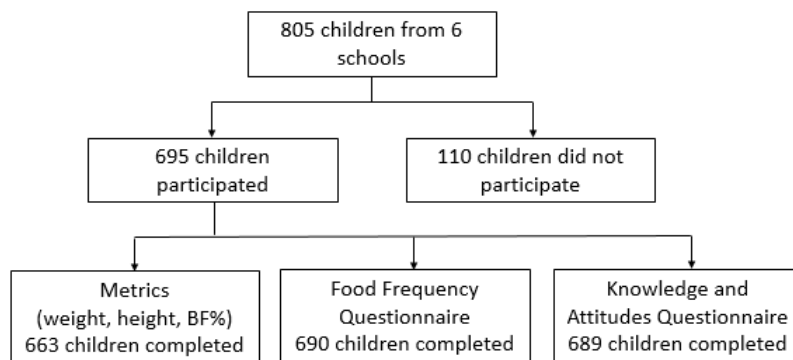 805 children from 6
schools
695 children
participated
110 children did not
participate
Metrics
(weight, height, BF%)
663 children completed
Food Frequency
Questionnaire
690 children completed
Knowledge and
Attitudes Questionnaire
689 children completed